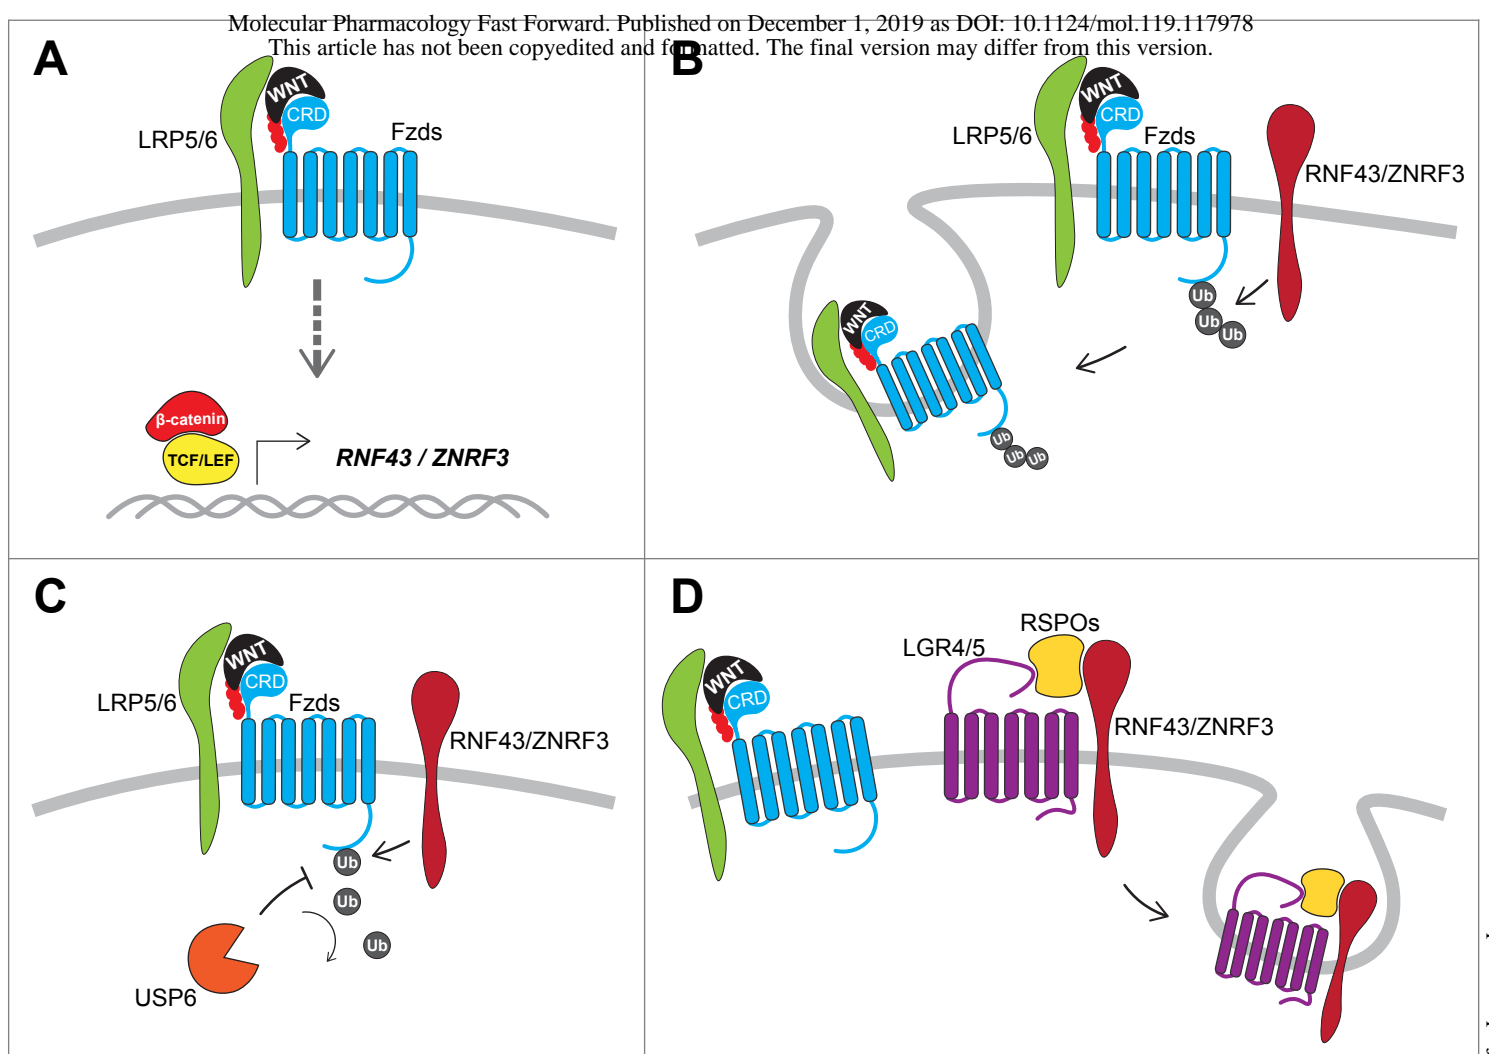 Molecular Pharmacology Fast Forward. Published on December 1, 2019 as DOI: 10.1124/mol.119.117978
This article has not been copyedited and formatted. The final version may differ from this version.
A
WNT
CRD
LRP5/6
Fzds
β-catenin
TCF/LEF
RNF43 / ZNRF3
B
WNT
CRD
LRP5/6
Fzds
RNF43/ZNRF3
Ub
Ub
Ub
WNT
CRD
Ub
Ub
Ub
C
WNT
CRD
LRP5/6
Fzds
RNF43/ZNRF3
Ub
Ub
Ub
USP6
D
RSPOs
LGR4/5
WNT
CRD
RNF43/ZNRF3